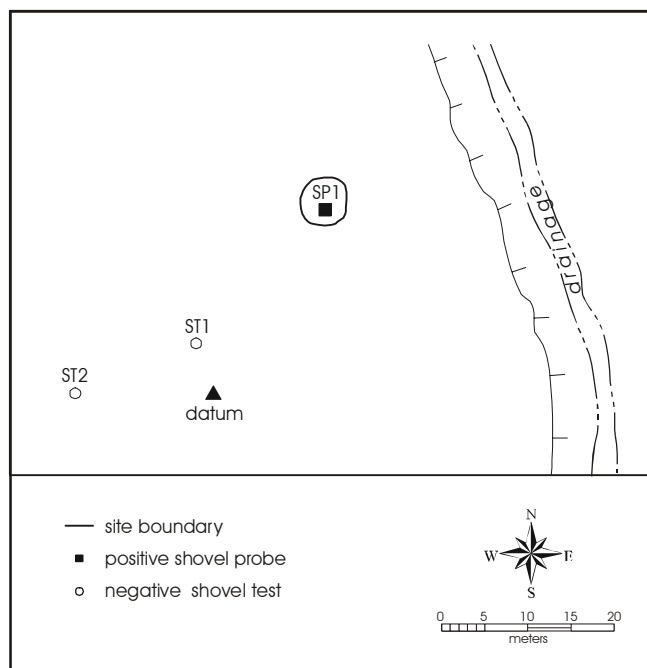 SP1
drainage
ST1
ST2
datum
site boundary
positive shovel probe
negative shovel test
N
W E
S
0 5 10 15 20
meters